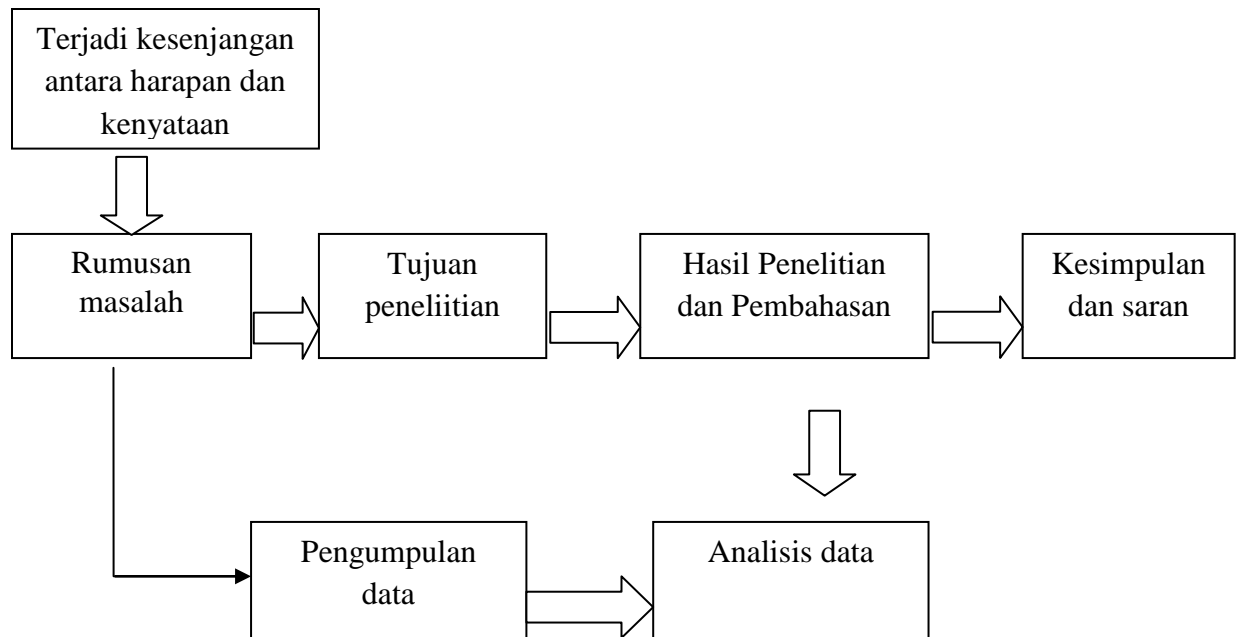 Terjadi kesenjangan
antara harapan dan
kenyataan
Rumusan
masalah
Tujuan
peneliitian
Hasil Penelitian
dan Pembahasan
Kesimpulan
dan saran
Pengumpulan
data
Analisis data